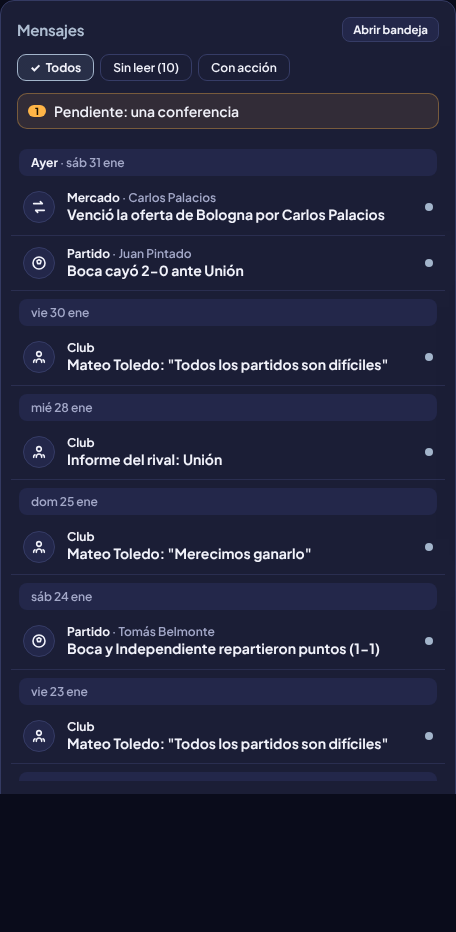 Mensajes
Abrir bandeja
✓ Todos
Sin leer (10)
Con acción
1 Pendiente: una conferencia
Ayer · sáb 31 ene
Mercado · Carlos Palacios
Venció la oferta de Bologna por Carlos Palacios
Partido · Juan Pintado
Boca cayó 2–0 ante Unión
vie 30 ene
Club
Mateo Toledo: "Todos los partidos son difíciles"
mié 28 ene
Club
Informe del rival: Unión
dom 25 ene
Club
Mateo Toledo: "Merecimos ganarlo"
sáb 24 ene
Partido · Tomás Belmonte
Boca y Independiente repartieron puntos (1–1)
vie 23 ene
Club
Mateo Toledo: "Todos los partidos son difíciles"